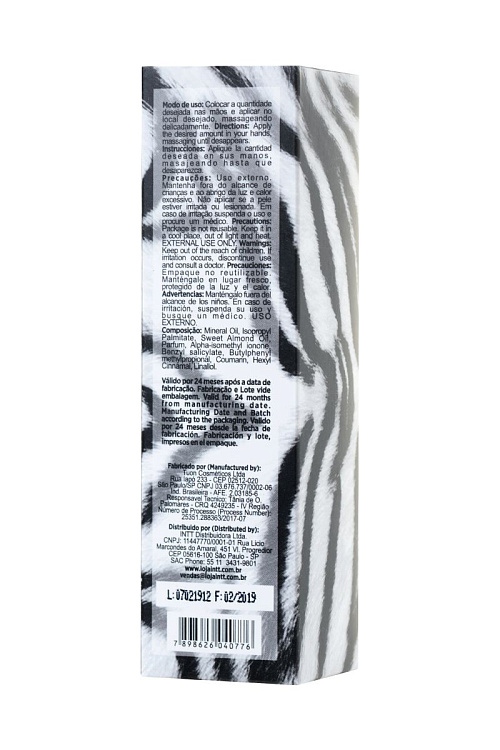 Modo de uso: Colocar a quantidade
desejada nas mãos e aplicar no
local desejado, massageando
delicadamente. Directions: Apply
the desired amount in your hands,
massaging until desappears.
Instrucciones: Aplique la cantidad
deseada en sus manos,
masajeando hasta que
desaparezca.
Precauções: Uso externo.
Mantenha fora do alcance de
crianças e ao abrigo da luz e calor
excessivo. Não aplicar se a pele
estiver irritada ou lesionada. Em
caso de irritação suspenda o uso e
procure um médico. Precautions:
Package is not reusable. Keep it in
a cool place, out of light and heat.
EXTERNAL USE ONLY. Warnings:
Keep out of the reach of children. If
irritation occurs, discontinue use
and consult a doctor. Precauciones:
Empaque no reutilizable.
Manténgalo en lugar fresco,
protegido de la luz y el calor.
Advertencias: Manténgalo fuera del
alcance de los niños. En caso de
irritación, suspenda su uso y
busque un médico. USO
EXTERNO.
Composição: Mineral Oil, Isopropyl
Palmitate, Sweet Almond Oil,
Parfum, Alpha-isomethyl ionone,
Benzyl salicylate, Butylphenyl
methylpropional, Coumarin, Hexyl
Cinnamal, Linallol.
Válido por 24 meses após a data de
fabricação. Fabricação e Lote vide
embalagem. Valid for 24 months
from manufacturing date.
Manufacturing Date and Batch
according to the packaging. Valido
por 24 meses desde la fecha de
fabricación. Fabricación y lote,
impresos en el empaque.
Fabricado por (Manufactured by):
Tuon Cosméticos Ltda
Rua Iapó 233 - CEP 02512-020
São Paulo/SP CNPJ 03.676.737/0002-06
Ind. Brasileira - AFE. 2.03185-6
Responsavel Tecnico: Tânia de O.
Palomares - CRQ 4249235 - IV Região
Número de Processo (Process Number):
25351.288363/2017-07
Distribuido por (Distributed by):
INTT Distribuidora Ltda.
CNPJ: 11447770/0001-01 Rua Lício
Marcondes do Amaral, 451 Vl. Progredior
CEP 05616-100 São Paulo - SP
SAC Phone: 55 11 3431-9801
www.lojaintt.com.br
vendas@lojaintt.com.br
L:07021912 F:02/2019
7 898626 040776